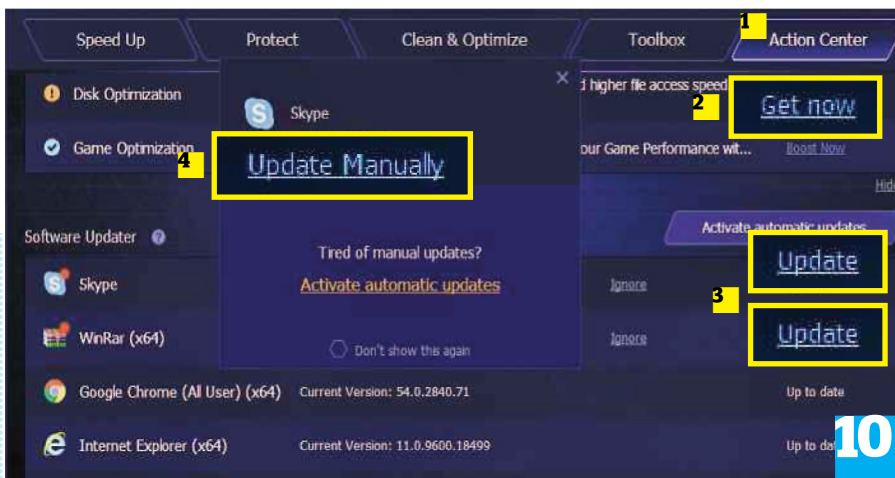 Speed Up Protect Clean & Optimize Toolbox 1 Action Center
Disk Optimization
d higher file access speed
2 Get now
Skype
Game Optimization
our Game Performance wit... Boost Now
4 Update Manually
Hide
Software Updater
Activate automatic updates
Tired of manual updates?
Activate automatic updates
Don't show this again
Skype Ignore Update
3
WinRar (x64) Ignore Update
Google Chrome (All User) (x64) Current Version: 54.0.2840.71 Up to date
Internet Explorer (x64) Current Version: 11.0.9600.18499 Up to dat
10